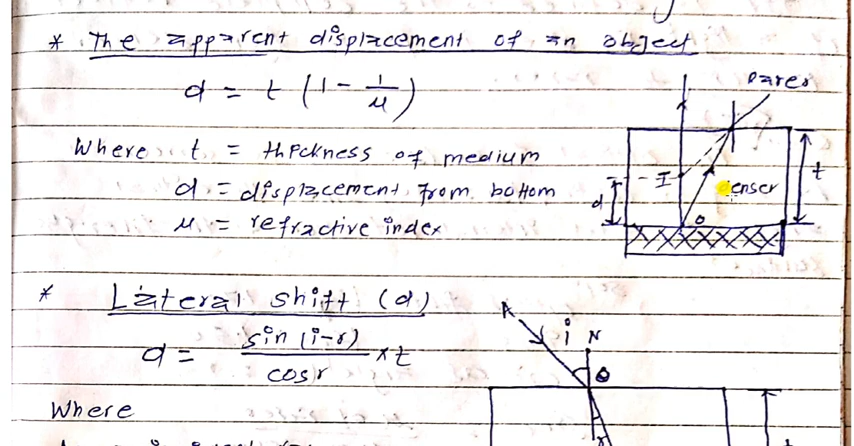 * The apparent displacement of an object
d = t (1 - 1/μ)
Where t = thickness of medium
d = displacement from bottom
μ = refractive index
rarer
I
denser
t
d
O
* Lateral shift (d)
d = sin (i-r)/cos r × t
A
i
N
O
r
t
Where